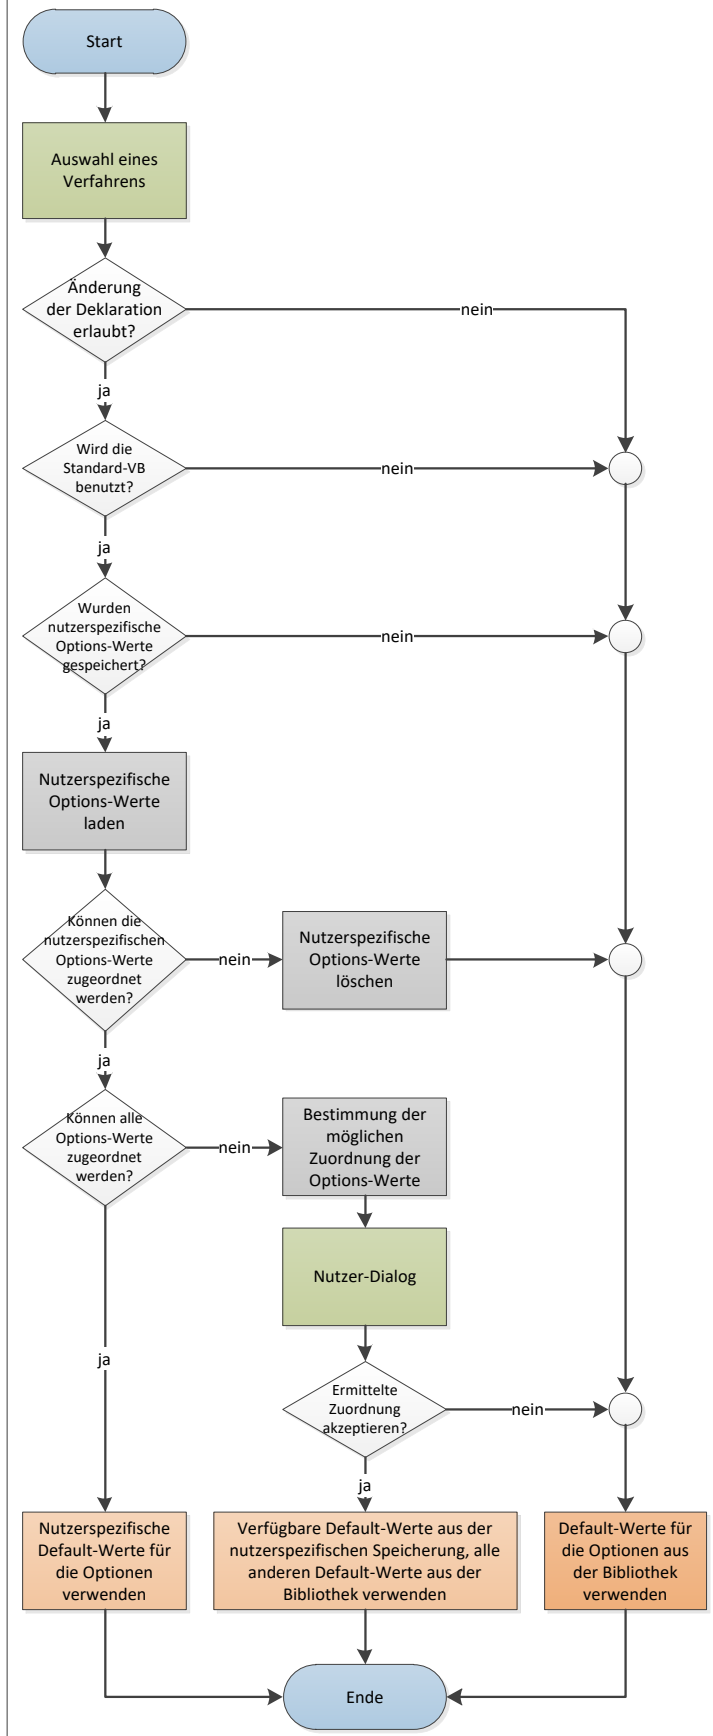 Start
Auswahl eines
Verfahrens
Änderung
der Deklaration
erlaubt?
nein
ja
Wird die
Standard-VB
benutzt?
nein
ja
Wurden
nutzerspezifische
Options-Werte
gespeichert?
nein
ja
Nutzerspezifische
Options-Werte
laden
Können die
nutzerspezifischen
Options-Werte
zugeordnet
werden?
nein
Nutzerspezifische
Options-Werte
löschen
ja
Können alle
Options-Werte
zugeordnet
werden?
nein
Bestimmung der
möglichen
Zuordnung der
Options-Werte
Nutzer-Dialog
ja
Ermittelte
Zuordnung
akzeptieren?
nein
ja
Nutzerspezifische
Default-Werte für
die Optionen
verwenden
Verfügbare Default-Werte aus der
nutzerspezifischen Speicherung, alle
anderen Default-Werte aus der
Bibliothek verwenden
Default-Werte für
die Optionen aus
der Bibliothek
verwenden
Ende